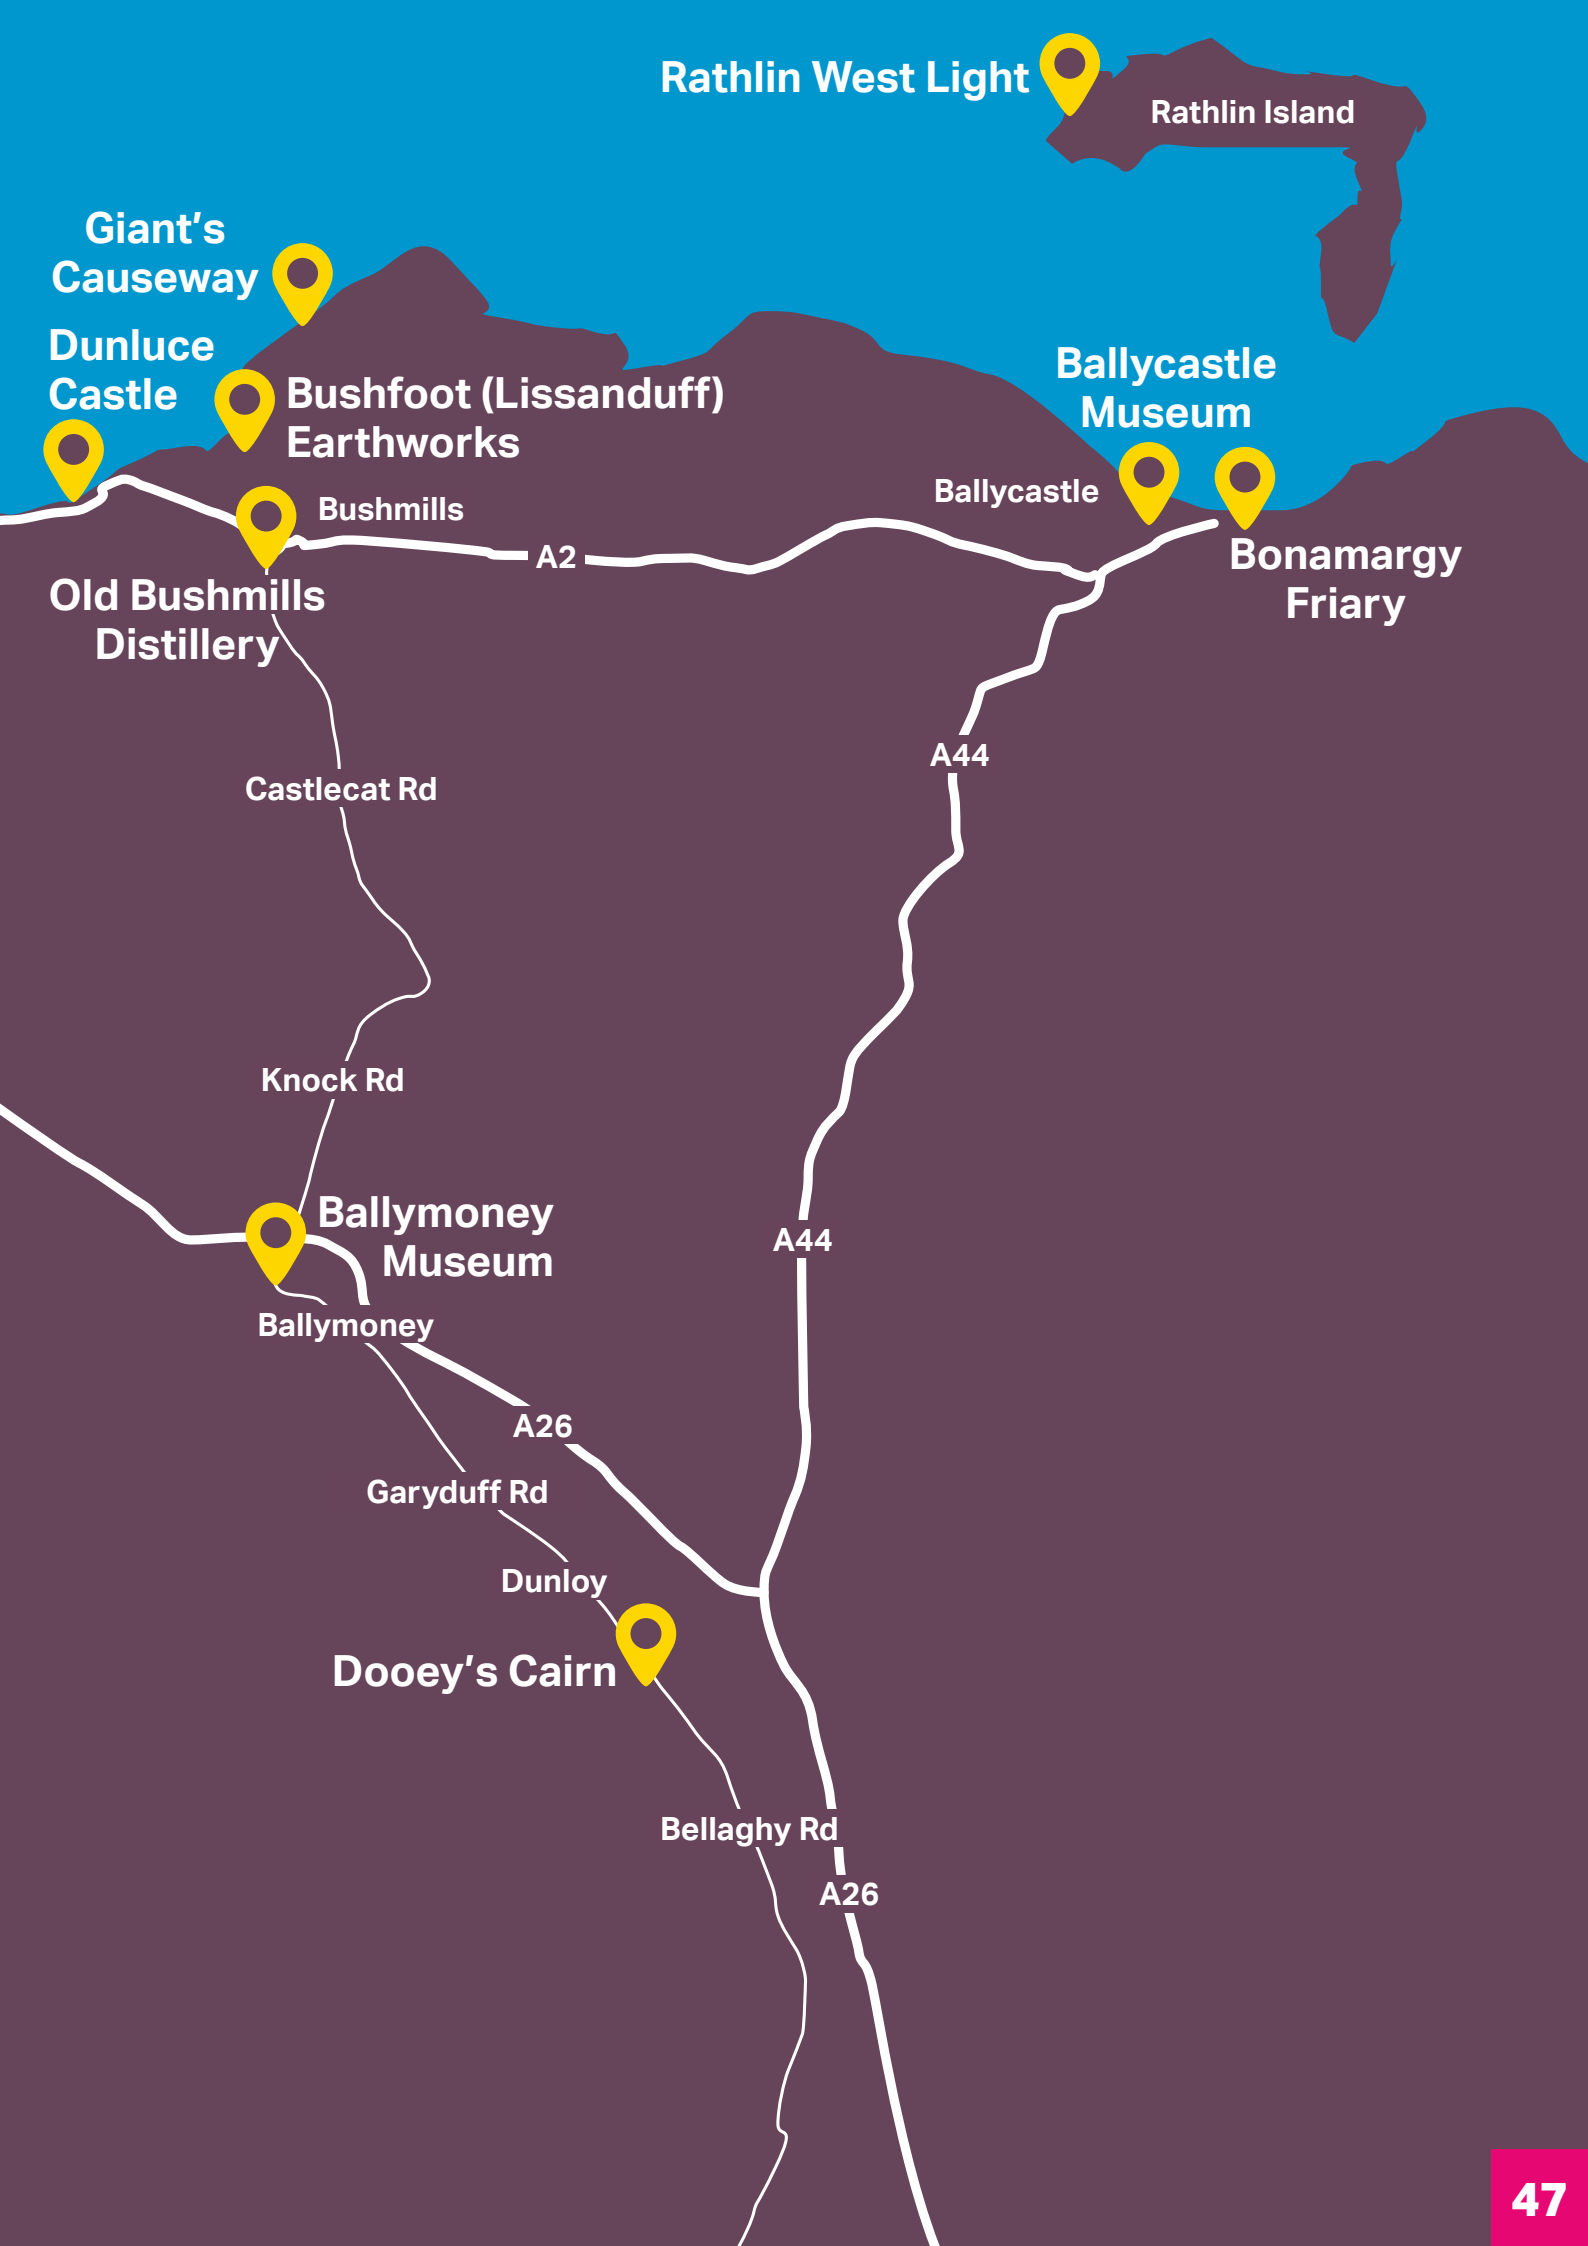 Rathlin West Light
Rathlin Island
Giant’s
Causeway
Dunluce
Castle
Bushfoot (Lissanduff)
Earthworks
Ballycastle
Museum
Ballycastle
Bushmills
A2
Bonamargy
Friary
Old Bushmills
Distillery
A44
Castlecat Rd
Knock Rd
Ballymoney
Museum
A44
Ballymoney
A26
Garyduff Rd
Dunloy
Dooey’s Cairn
Bellaghy Rd
A26
47